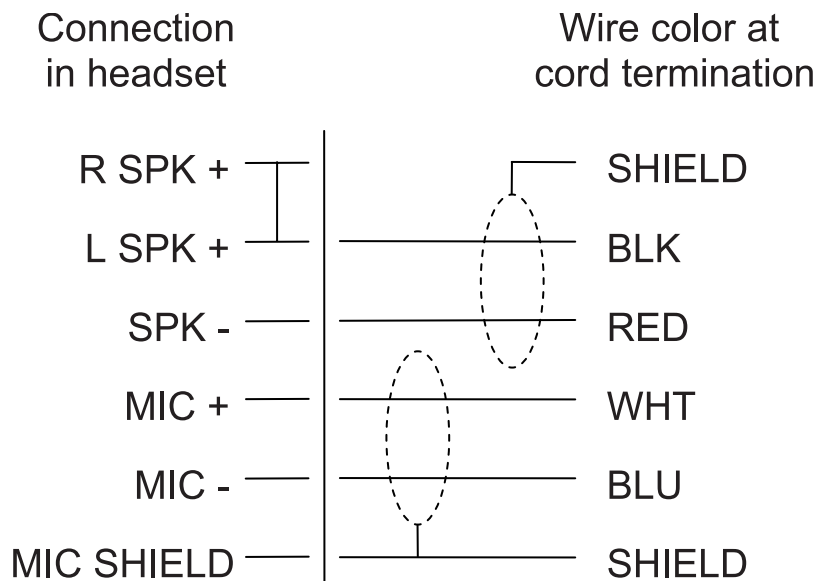 Connection
in headset
Wire color at
cord termination
R SPK + SHIELD
L SPK + BLK
SPK - RED
MIC + WHT
MIC - BLU
MIC SHIELD SHIELD